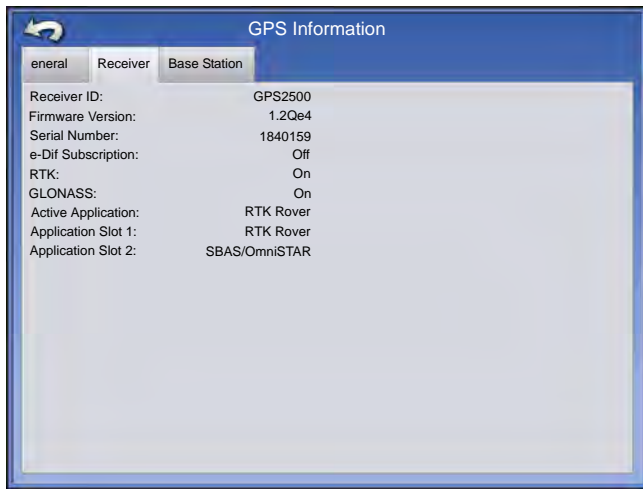 GPS Information
eneral Receiver Base Station
Receiver ID: GPS2500
Firmware Version: 1.2Qe4
Serial Number: 1840159
e-Dif Subscription: Off
RTK: On
GLONASS: On
Active Application: RTK Rover
Application Slot 1: RTK Rover
Application Slot 2: SBAS/OmniSTAR